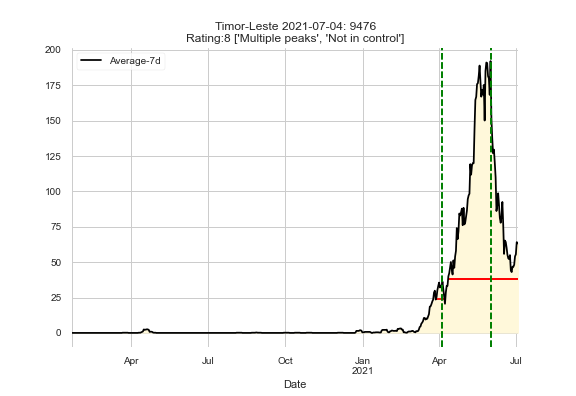 Timor-Leste 2021-07-04: 9476
Rating:8 ['Multiple peaks', 'Not in control']
Average-7d
200
175
150
125
100
75
50
25
0
Apr
Jul
Oct
Jan
2021
Apr
Jul
Date